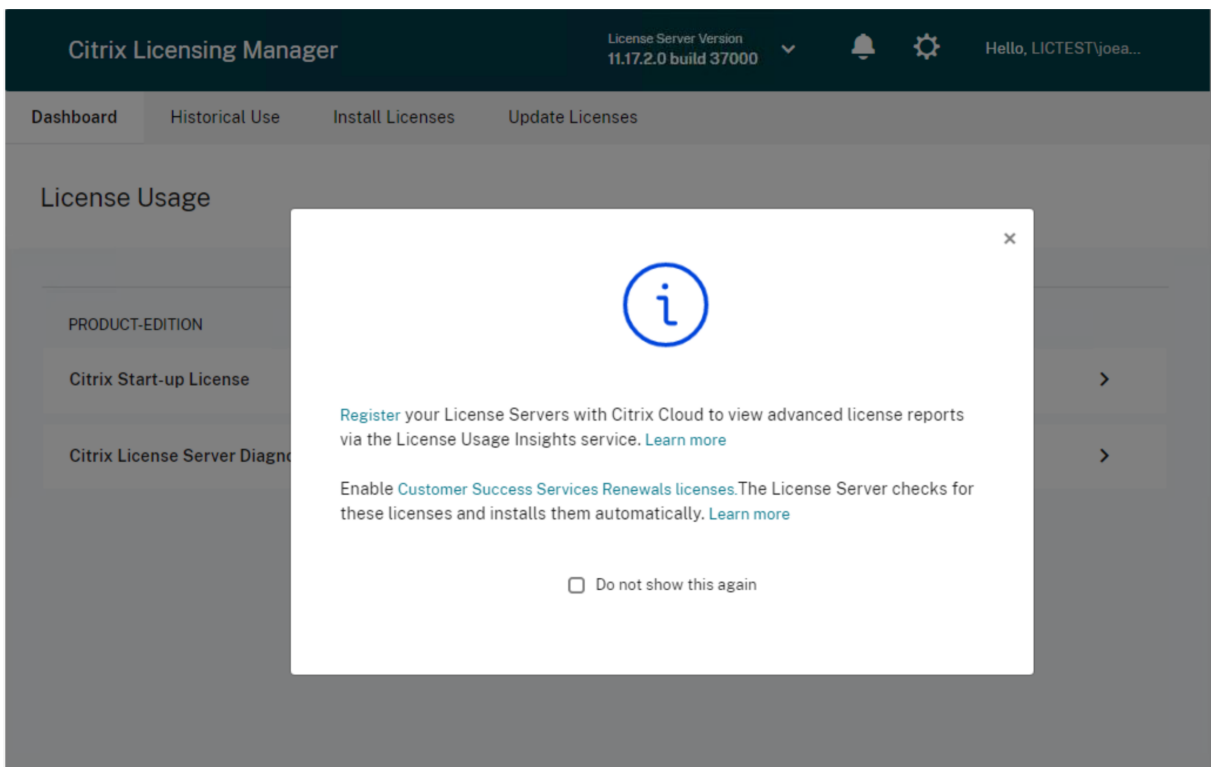 Citrix Licensing Manager
License Server Version
11.17.2.0 build 37000
Hello, LICTEST\joea...
Dashboard
Historical Use
Install Licenses
Update Licenses
License Usage
PRODUCT-EDITION
Citrix Start-up License
Citrix License Server
Register your License Servers with Citrix Cloud to view advanced license reports
via the License Usage Insights service. Learn more
Enable Customer Success Services Renewals licenses.The License Server checks for
these licenses and installs them automatically. Learn more
Do not show this again